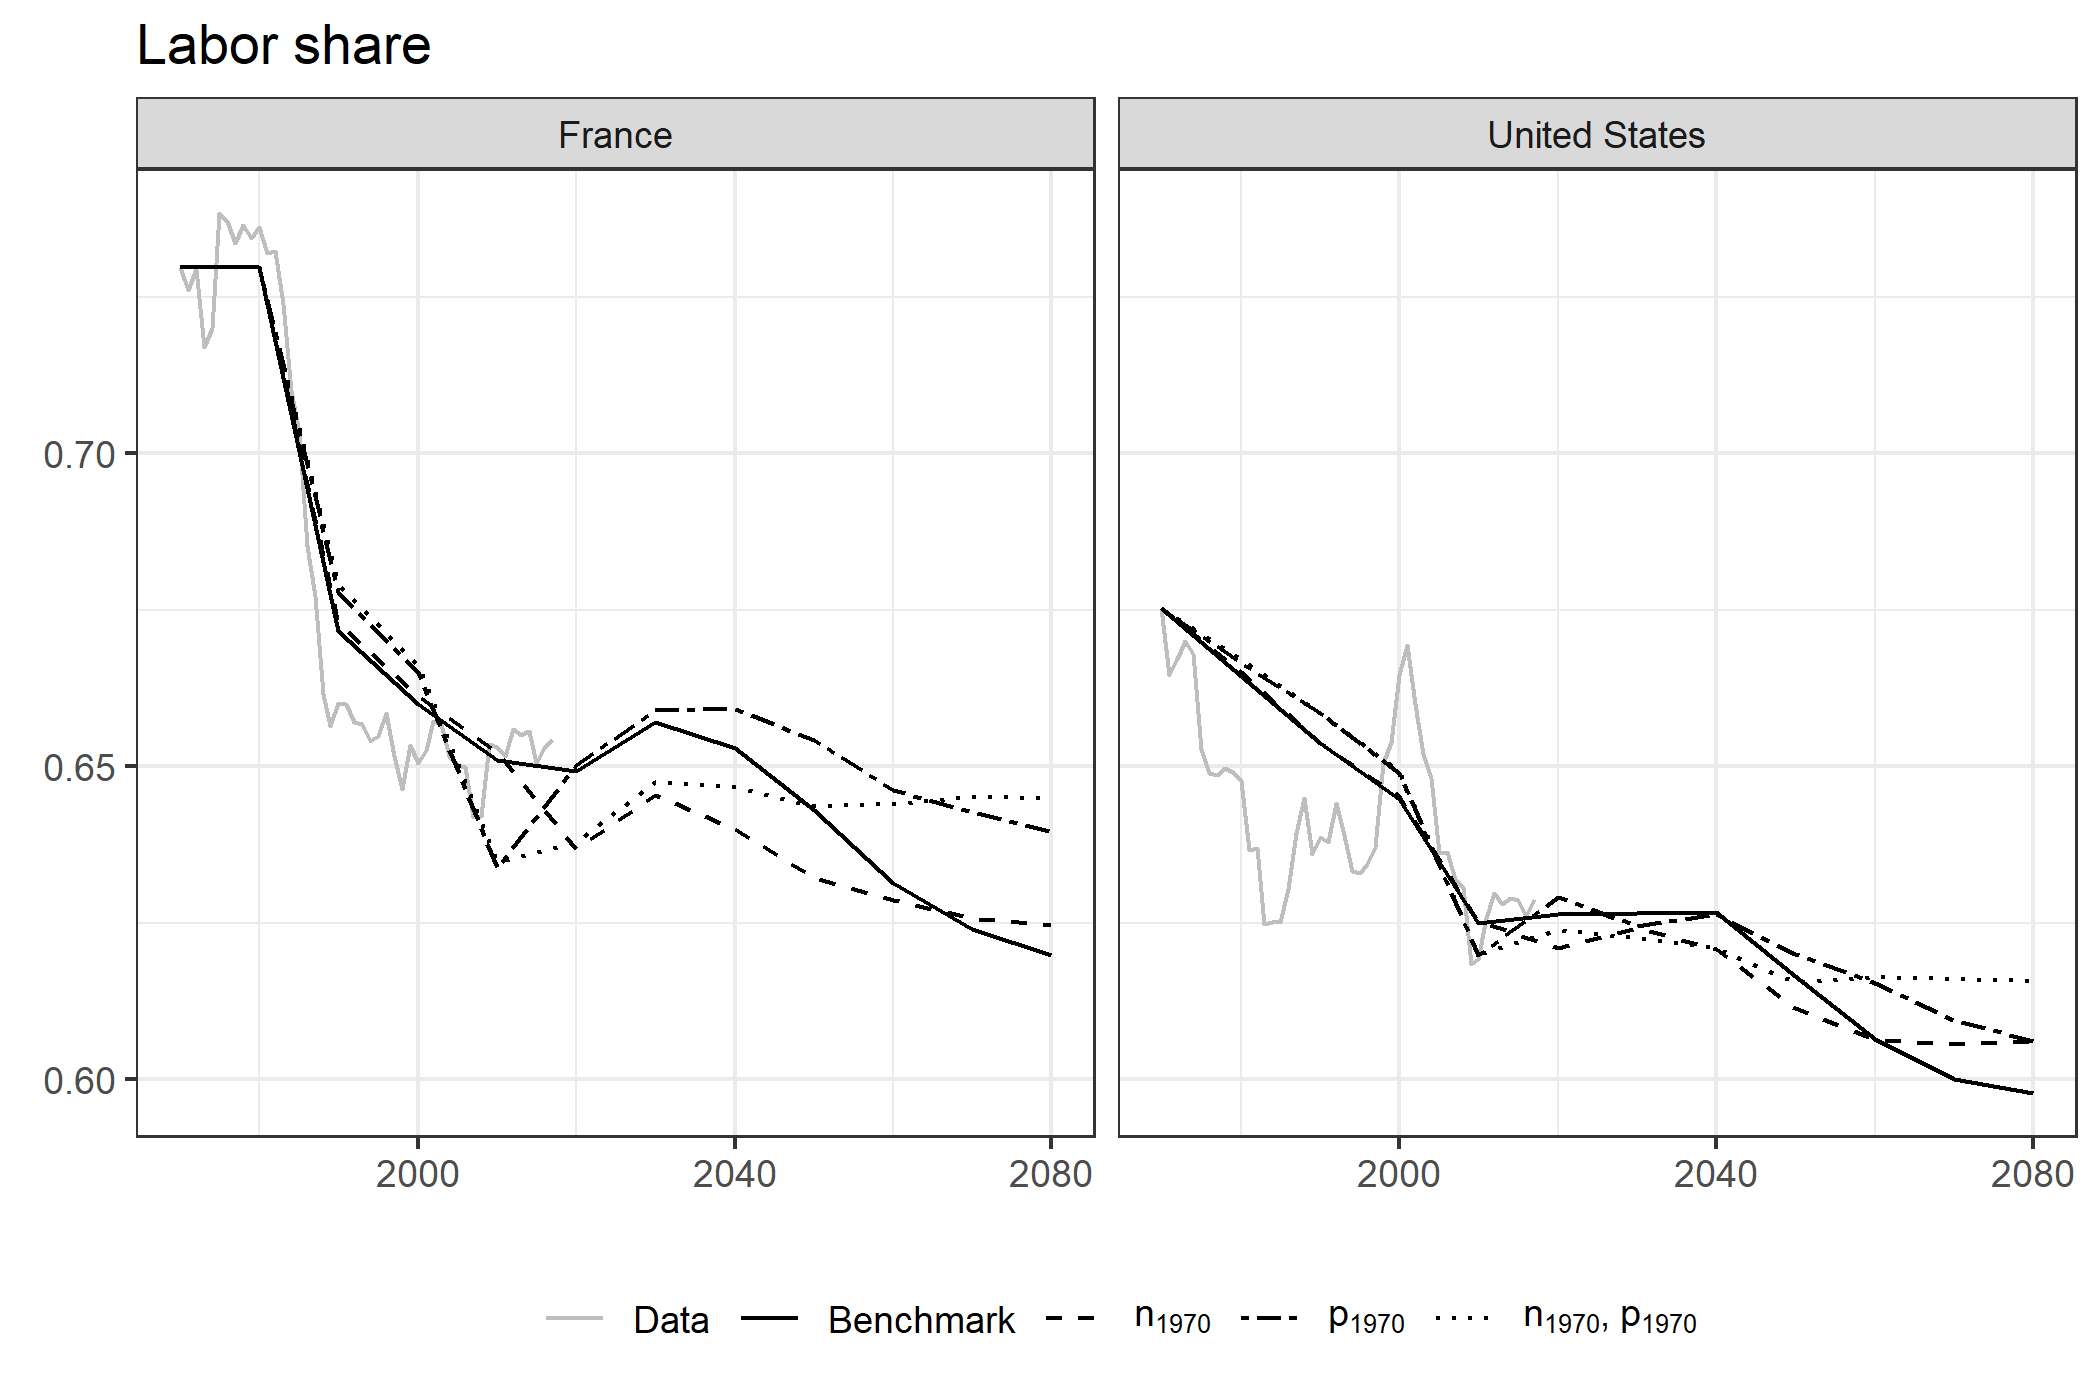 Labor share
France United States
0.70
0.65
0.60
2000 2040 2080 2000 2040 2080
Data Benchmark n1970 p1970 n1970, p1970